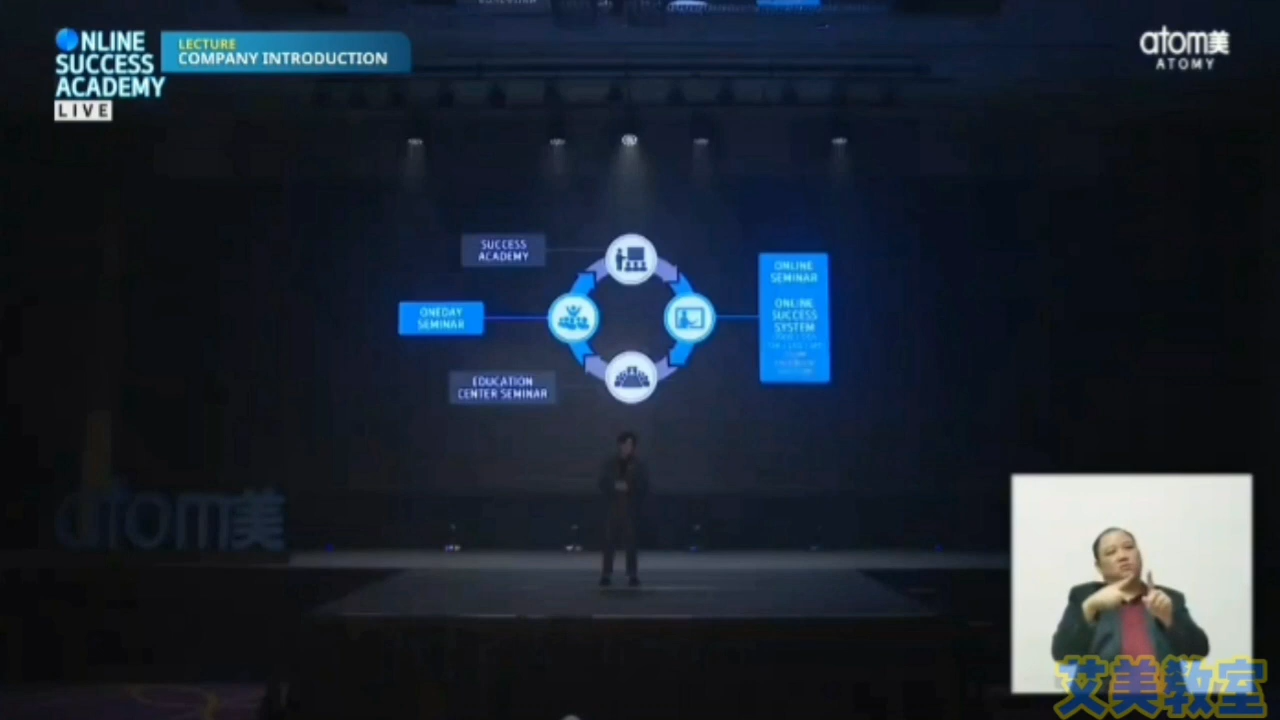 ONLINE
SUCCESS
ACADEMY
LIVE
LECTURE
COMPANY INTRODUCTION
atom美
ATOMY
SUCCESS
ACADEMY
ONEDAY
SEMINAR
EDUCATION
CENTER SEMINAR
ONLINE
SEMINAR
ONLINE
SUCCESS
SYSTEM
atom美
艾美教室